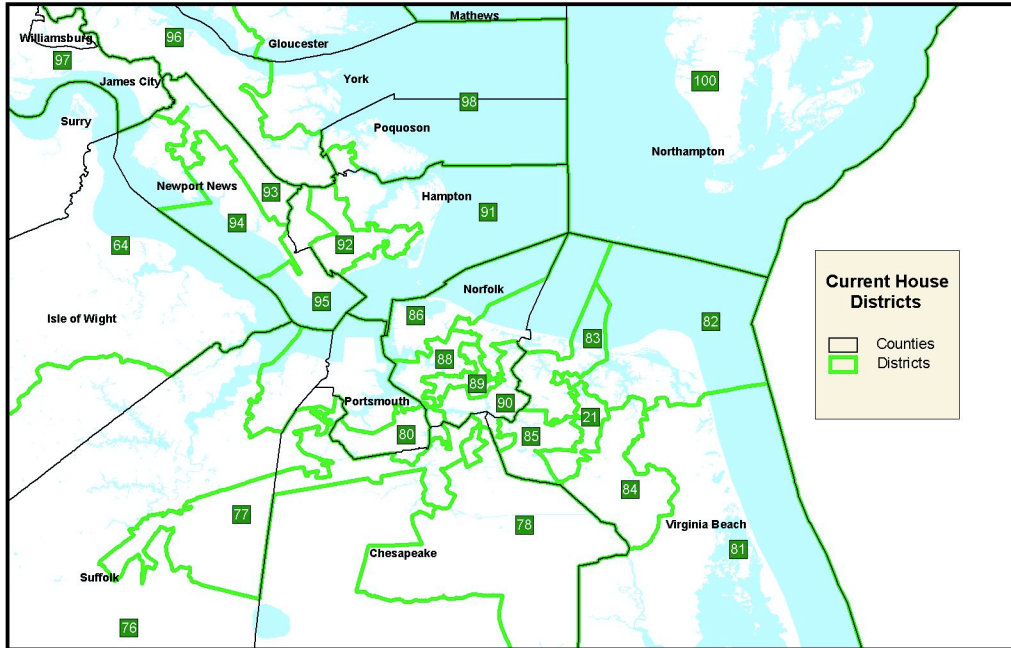 Mathews
Williamsburg
96
Gloucester
97
York
James City
100
98
Surry
Poquoson
Northampton
Newport News
93
Hampton
91
94
92
64
Norfolk
95
86
Isle of Wight
83
82
Current House
Districts
Counties
Districts
88
89
Portsmouth
90
21
80
85
84
77
Virginia Beach
78
81
Chesapeake
Suffolk
76